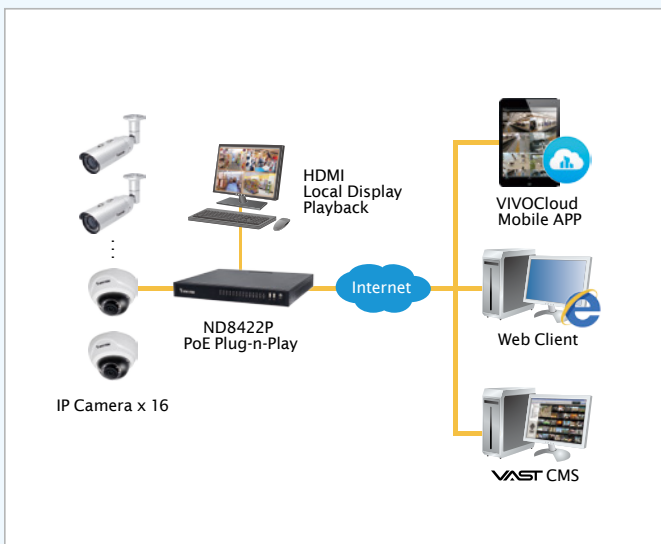 HDMI
Local Display
Playback
VIVOCloud
Mobile APP
Internet
ND8422P
PoE Plug-n-Play
Web Client
IP Camera x 16
VAST CMS